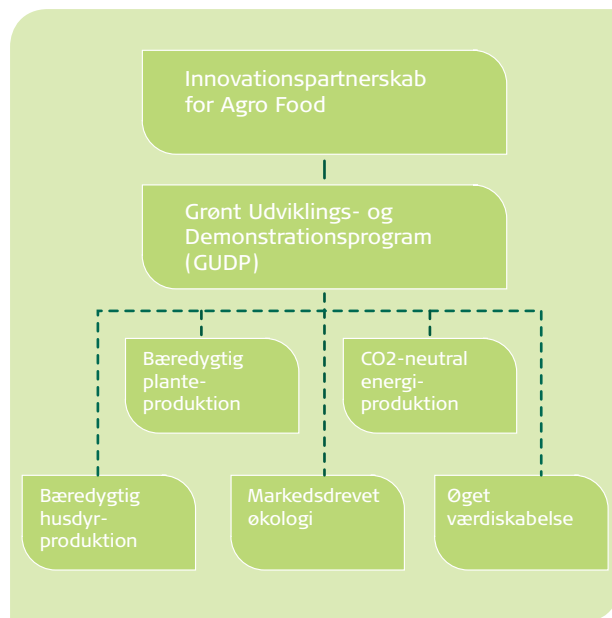 Innovationspartnerskab
for Agro Food
Grønt Udviklings- og
Demonstrationsprogram
(GUDP)
Bæredygtig
plante-
produktion
CO2-neutral
energi-
produktion
Bæredygtig
husdyr-
produktion
Markedsdrevet
økologi
Øget
værdiskabelse